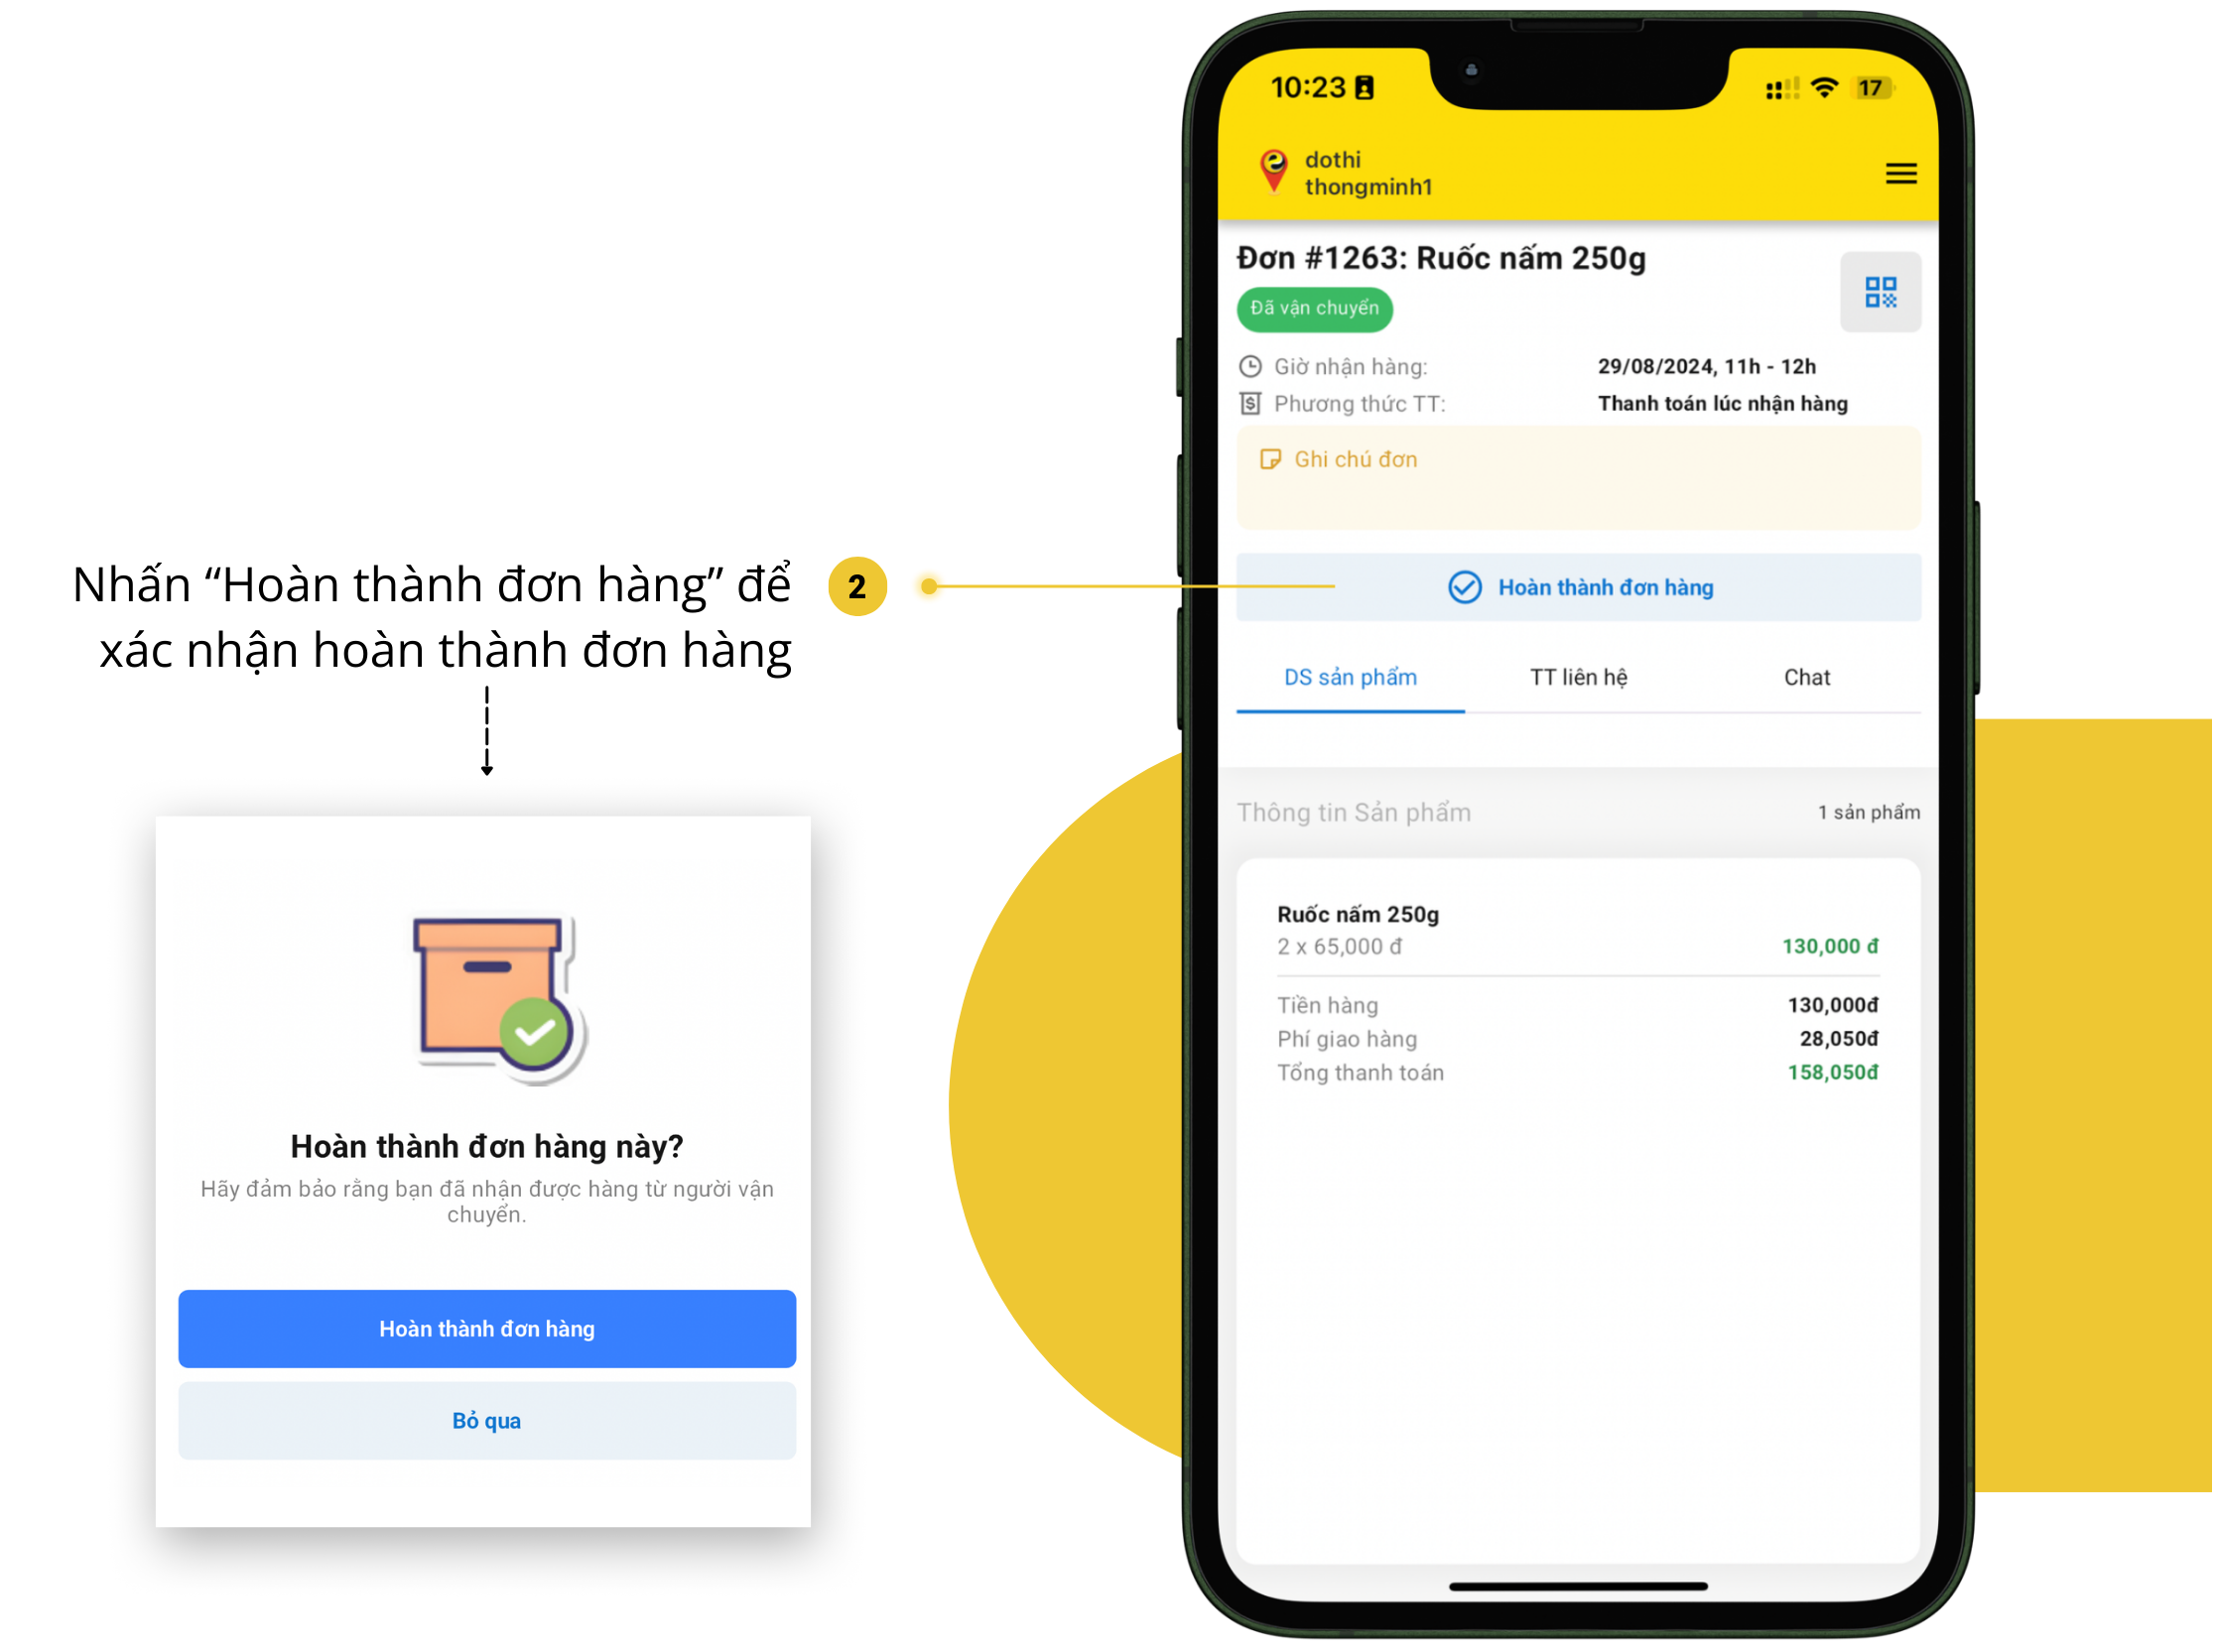 Nhấn “Hoàn thành đơn hàng” để
xác nhận hoàn thành đơn hàng
2
Hoàn thành đơn hàng này?
Hãy đảm bảo rằng bạn đã nhận được hàng từ người vận
chuyển.
Hoàn thành đơn hàng
Bỏ qua
10:23
17
dothi
thongminh1
Đơn #1263: Ruốc nấm 250g
Đã vận chuyển
Giờ nhận hàng: 29/08/2024, 11h - 12h
Phương thức TT: Thanh toán lúc nhận hàng
Ghi chú đơn
Hoàn thành đơn hàng
DS sản phẩm TT liên hệ Chat
Thông tin Sản phẩm 1 sản phẩm
Ruốc nấm 250g
2 x 65,000 đ 130,000 đ
Tiền hàng 130,000đ
Phí giao hàng 28,050đ
Tổng thanh toán 158,050đ